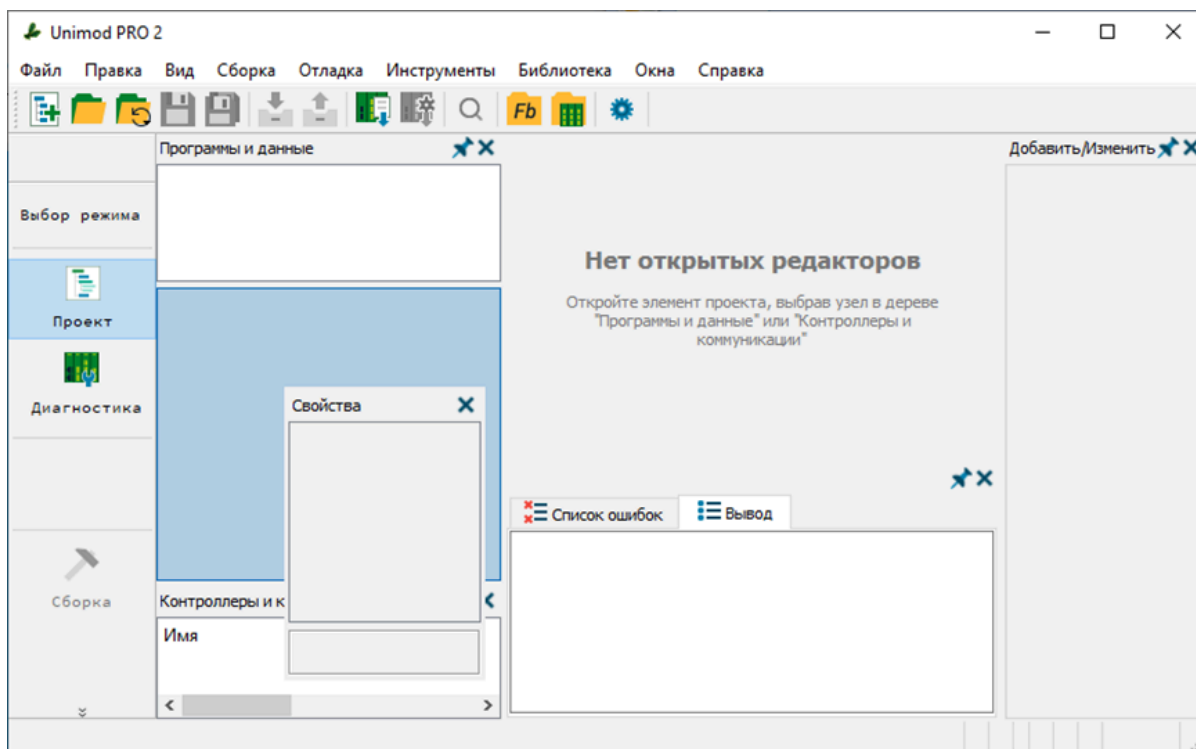 Unimod PRO 2
Файл Правка Вид Сборка Отладка Инструменты Библиотека Окна Справка
Fb
Программы и данные
Добавить/Изменить
Выбор режима
Проект
Диагностика
Сборка
Нет открытых редакторов
Откройте элемент проекта, выбрав узел в дереве
"Программы и данные" или "Контроллеры и
коммуникации"
Свойства
Контроллеры и к
Имя
Список ошибок
Вывод